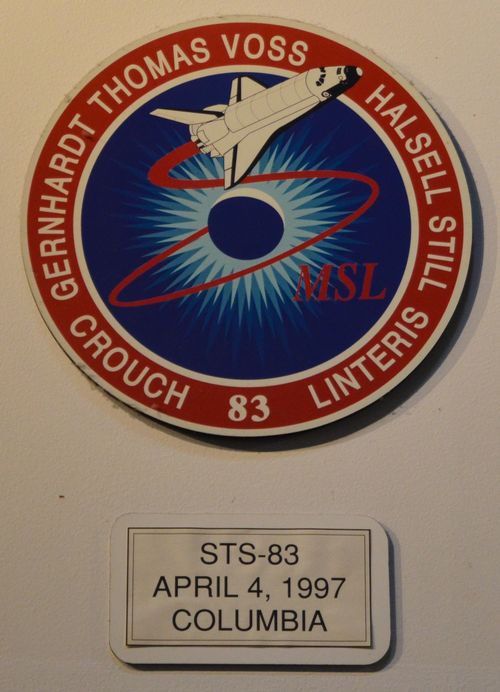 GERNHARDT THOMAS VOSS
HALSELL STILL
LINTERIS
CROUCH
83
MSL
STS-83
APRIL 4, 1997
COLUMBIA